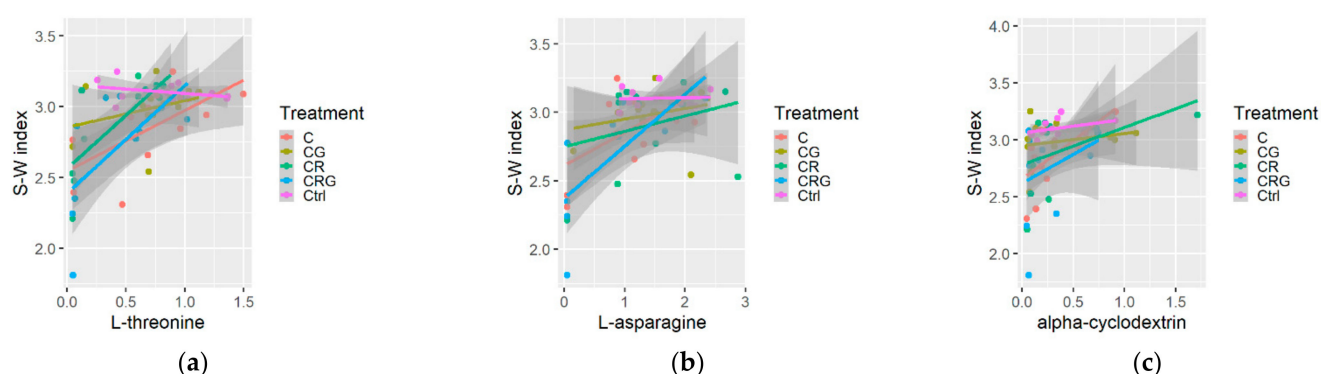 3.5
3.0
2.5
2.0
S-W index
0.0 0.5 1.0 1.5
L-threonine
Treatment
C
CG
CR
CRG
Ctrl
(a)
3.5
3.0
2.5
2.0
S-W index
0 1 2 3
L-asparagine
Treatment
C
CG
CR
CRG
Ctrl
(b)
4.0
3.5
3.0
2.5
2.0
S-W index
0.0 0.5 1.0 1.5
alpha-cyclodextrin
Treatment
C
CG
CR
CRG
Ctrl
(c)